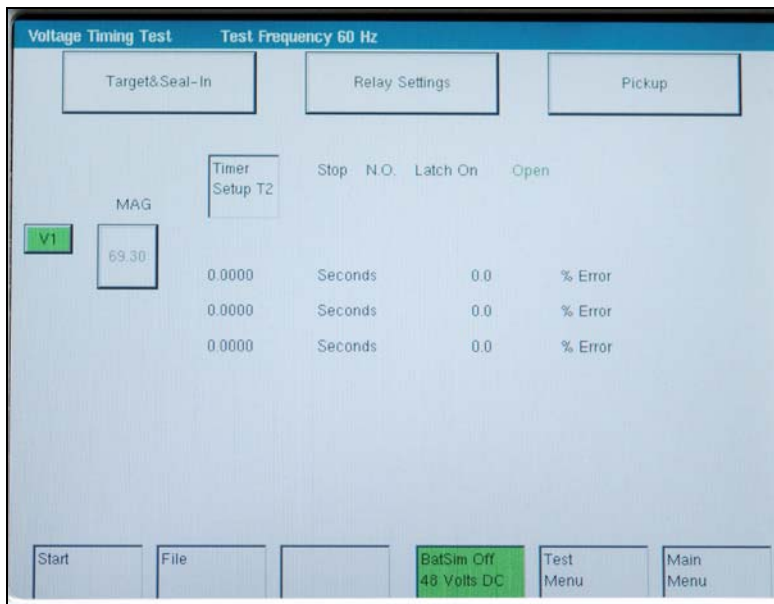 Voltage Timing Test Test Frequency 60 Hz
Target&Seal-In Relay Settings Pickup
Timer Stop N.O. Latch On Open
Setup T2
MAG
V1
69.30
0.0000 Seconds 0.0 % Error
0.0000 Seconds 0.0 % Error
0.0000 Seconds 0.0 % Error
Start File BatSim Off Test Main
48 Volts DC Menu Menu